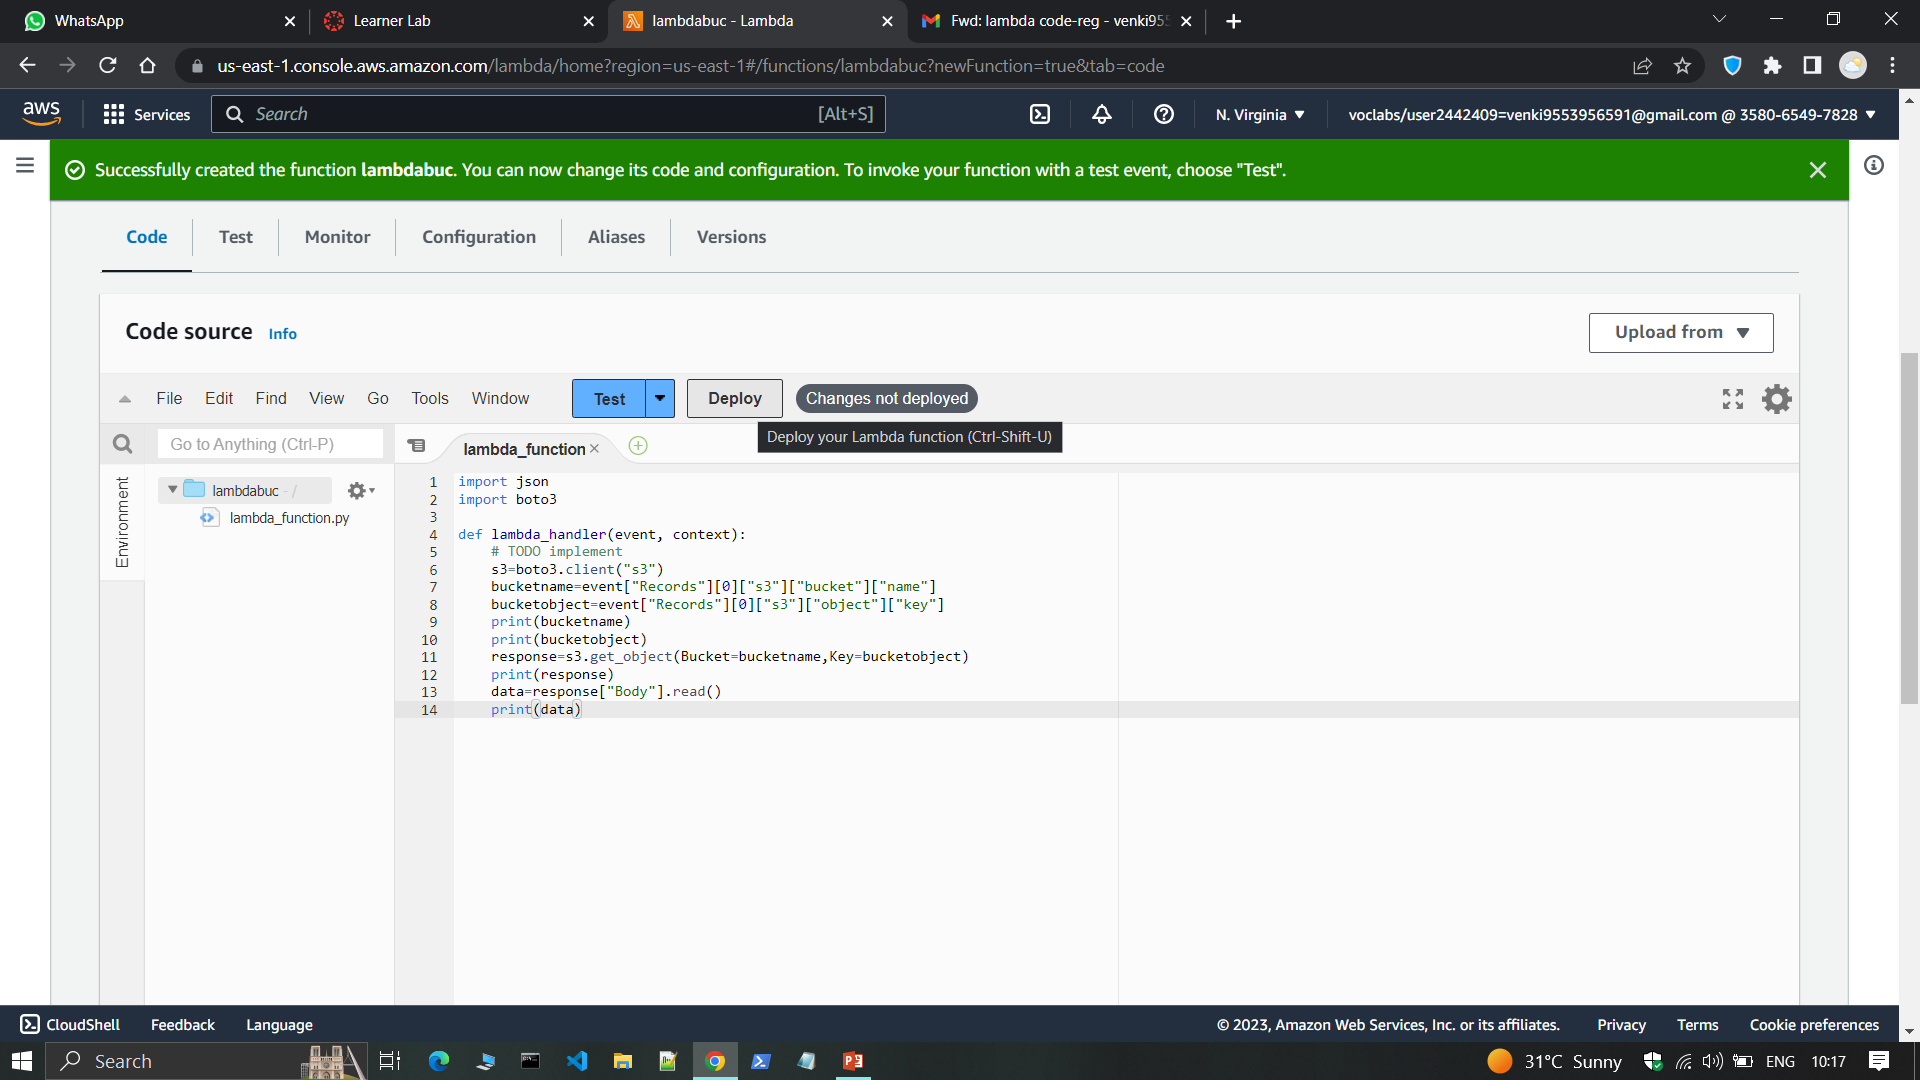 WhatsApp
Learner Lab
lambdabuc - Lambda
Fwd: lambda code-reg - venki955
us-east-1.console.aws.amazon.com/lambda/home?region=us-east-1#/functions/lambdabuc?newFunction=true&tab=code
aws
Services
Search
[Alt+S]
N. Virginia
voclabs/user2442409=venki9553956591@gmail.com @ 3580-6549-7828
Successfully created the function lambdabuc. You can now change its code and configuration. To invoke your function with a test event, choose "Test".
Code
Test
Monitor
Configuration
Aliases
Versions
Code source
Info
Upload from
File
Edit
Find
View
Go
Tools
Window
Test
Deploy
Changes not deployed
Deploy your Lambda function (Ctrl-Shift-U)
Go to Anything (Ctrl-P)
lambda_function
Environment
lambdabuc - /
lambda_function.py
1 import json
2 import boto3
3
4 def lambda_handler(event, context):
5 # TODO implement
6 s3=boto3.client("s3")
7 bucketname=event["Records"][0]["s3"]["bucket"]["name"]
8 bucketobject=event["Records"][0]["s3"]["object"]["key"]
9 print(bucketname)
10 print(bucketobject)
11 response=s3.get_object(Bucket=bucketname,Key=bucketobject)
12 print(response)
13 data=response["Body"].read()
14 print(data)
CloudShell
Feedback
Language
© 2023, Amazon Web Services, Inc. or its affiliates.
Privacy
Terms
Cookie preferences
Search
31°C Sunny
ENG
10:17